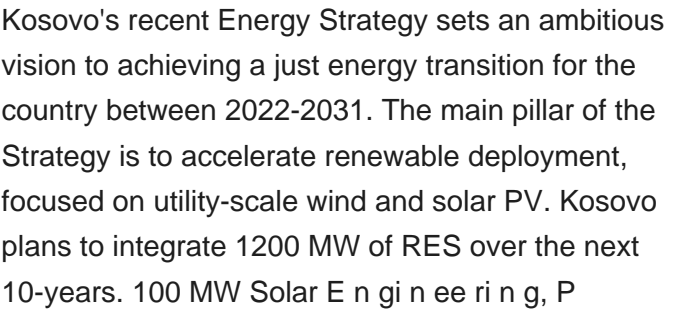 Kosovo's recent Energy Strategy sets an ambitious
vision to achieving a just energy transition for the
country between 2022-2031. The main pillar of the
Strategy is to accelerate renewable deployment,
focused on utility-scale wind and solar PV. Kosovo
plans to integrate 1200 MW of RES over the next
10-years. 100 MW Solar E n gi n ee ri n g, P